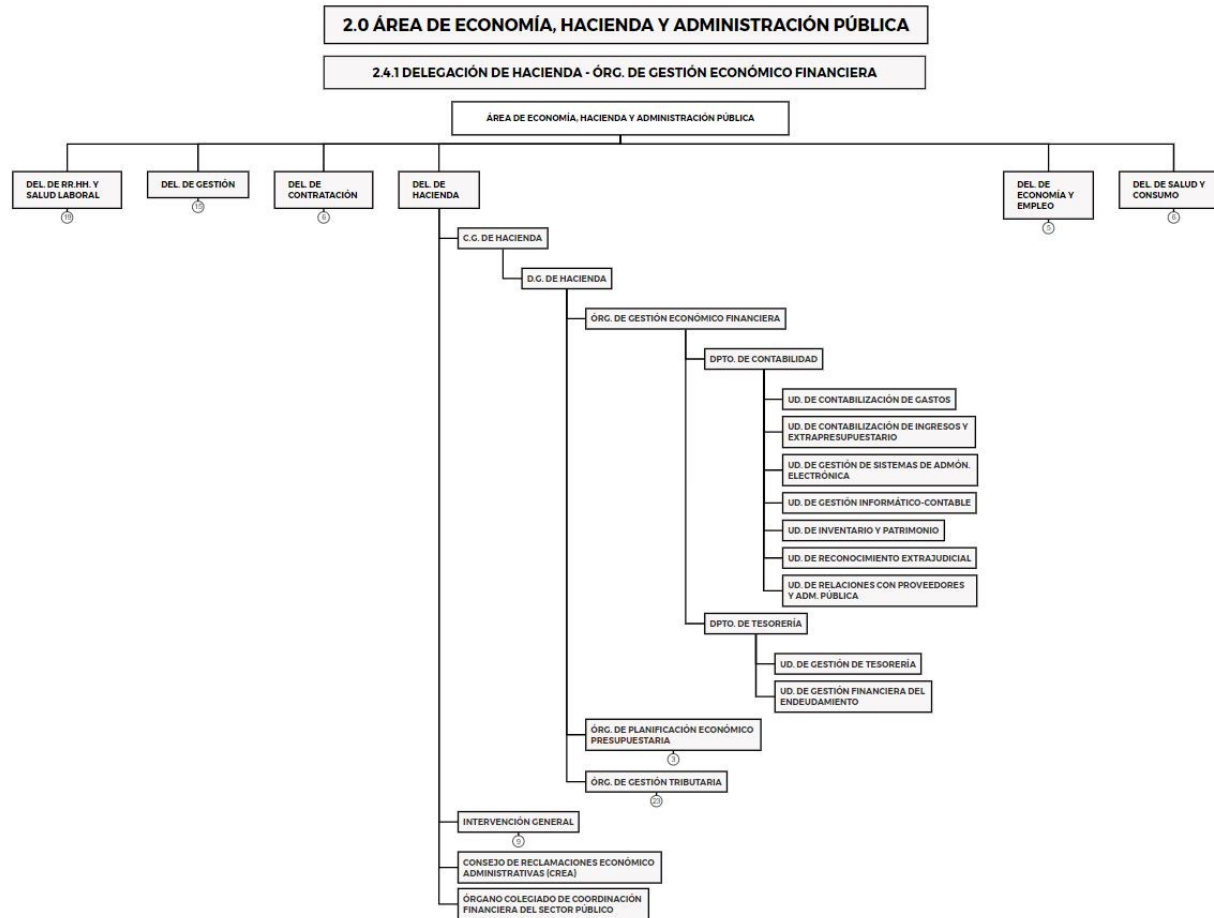 2.0 ÁREA DE ECONOMÍA, HACIENDA Y ADMINISTRACIÓN PÚBLICA
2.4.1 DELEGACIÓN DE HACIENDA - ÓRG. DE GESTIÓN ECONÓMICO FINANCIERA
ÁREA DE ECONOMÍA, HACIENDA Y ADMINISTRACIÓN PÚBLICA
DEL. DE RR.HH. Y
SALUD LABORAL
19
DEL. DE GESTIÓN
15
DEL. DE
CONTRATACIÓN
6
DEL. DE
HACIENDA
DEL. DE
ECONOMÍA Y
EMPLEO
5
DEL. DE SALUD Y
CONSUMO
6
C.G. DE HACIENDA
D.G. DE HACIENDA
ÓRG. DE GESTIÓN ECONÓMICO FINANCIERA
DPTO. DE CONTABILIDAD
UD. DE CONTABILIZACIÓN DE GASTOS
UD. DE CONTABILIZACIÓN DE INGRESOS Y
EXTRAPRESUPUESTARIO
UD. DE GESTIÓN DE SISTEMAS DE ADMÓN.
ELECTRÓNICA
UD. DE GESTIÓN INFORMÁTICO-CONTABLE
UD. DE INVENTARIO Y PATRIMONIO
UD. DE RECONOCIMIENTO EXTRAJUDICIAL
UD. DE RELACIONES CON PROVEEDORES
Y ADM. PÚBLICA
DPTO. DE TESORERÍA
UD. DE GESTIÓN DE TESORERÍA
UD. DE GESTIÓN FINANCIERA DEL
ENDEUDAMIENTO
ÓRG. DE PLANIFICACIÓN ECONÓMICO
PRESUPUESTARIA
3
ÓRG. DE GESTIÓN TRIBUTARIA
23
INTERVENCIÓN GENERAL
9
CONSEJO DE RECLAMACIONES ECONÓMICO
ADMINISTRATIVAS (CREA)
ÓRGANO COLEGIADO DE COORDINACIÓN
FINANCIERA DEL SECTOR PÚBLICO